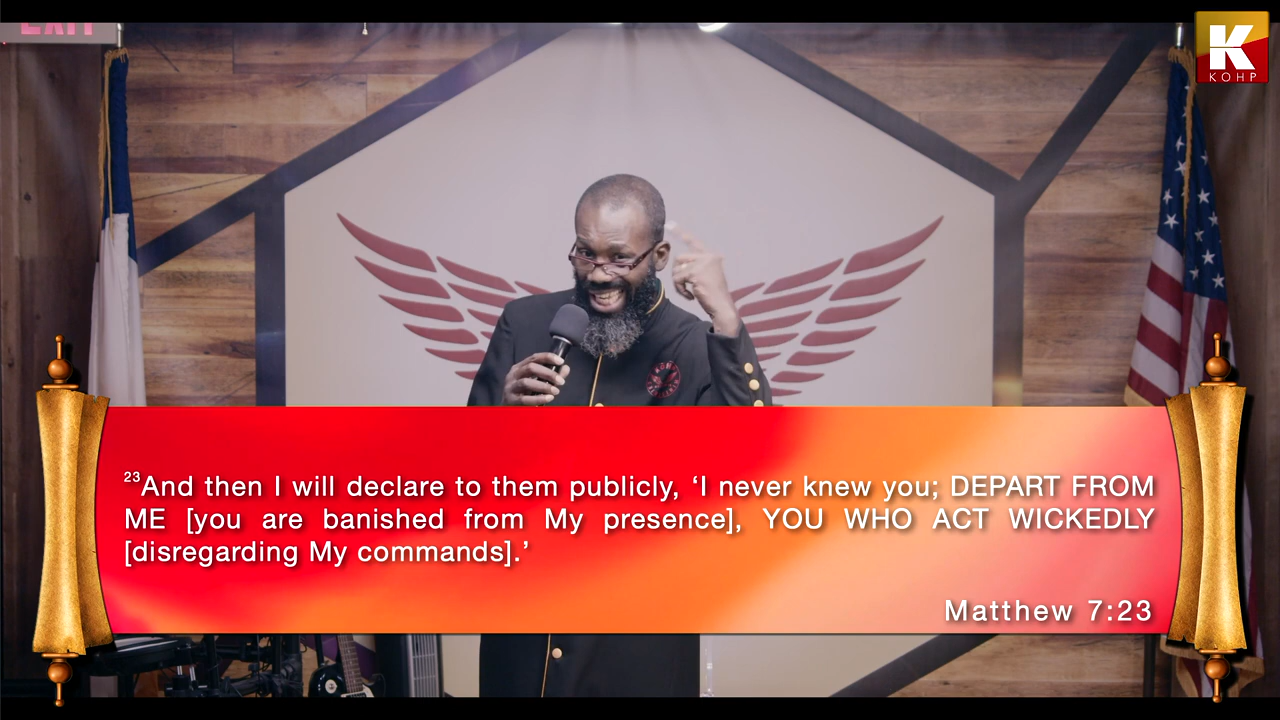 EXIT
K
KOHP
23And then I will declare to them publicly, ‘I never knew you; DEPART FROM
ME [you are banished from My presence], YOU WHO ACT WICKEDLY
[disregarding My commands].’
Matthew 7:23